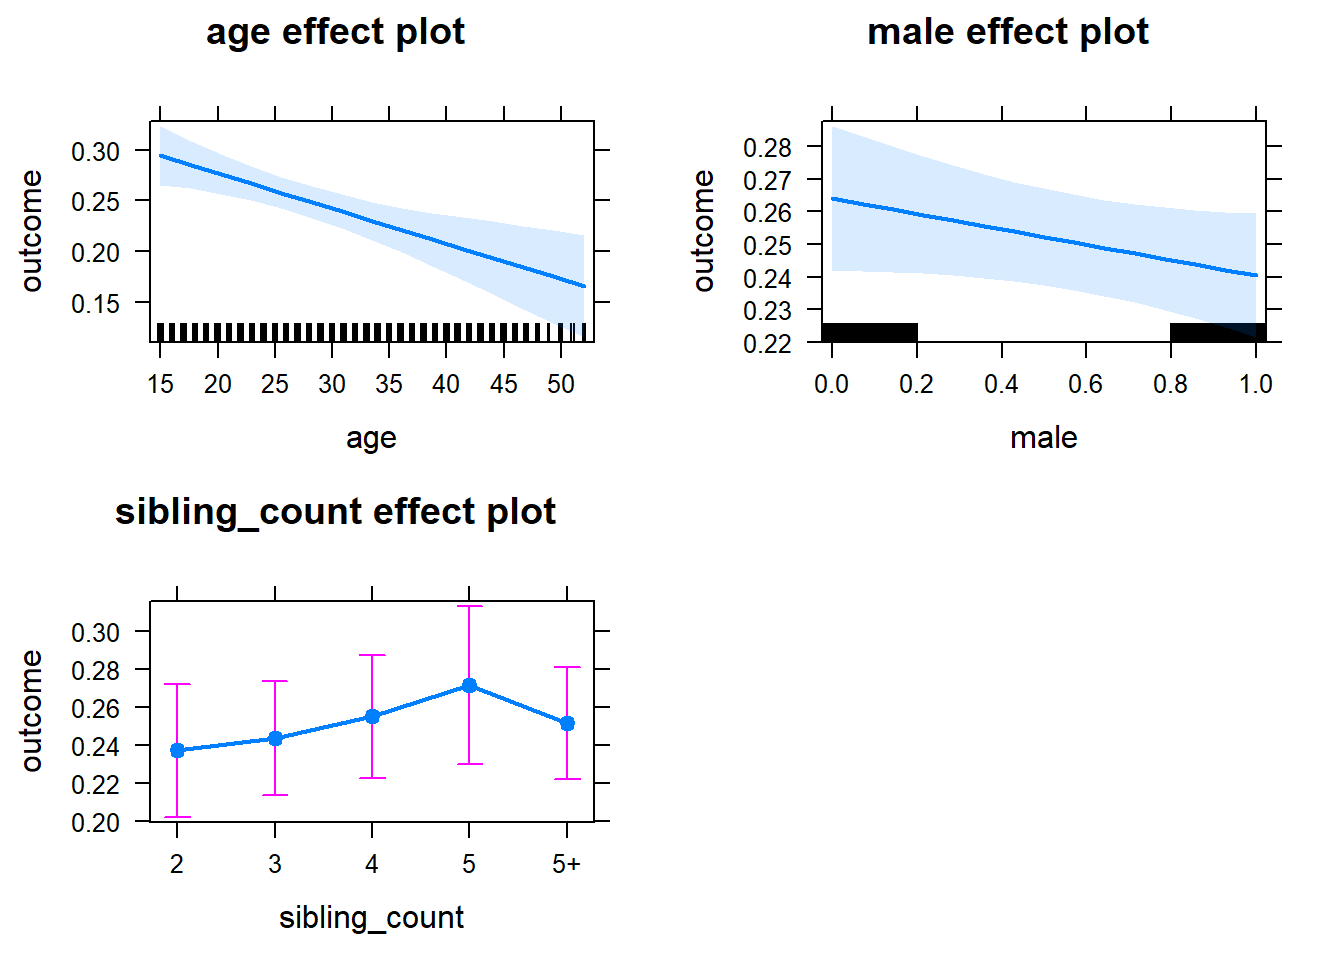 age effect plot
outcome
0.30
0.25
0.20
0.15
15 20 25 30 35 40 45 50
age
male effect plot
outcome
0.28
0.27
0.26
0.25
0.24
0.23
0.22
0.0 0.2 0.4 0.6 0.8 1.0
male
sibling_count effect plot
outcome
0.30
0.28
0.26
0.24
0.22
0.20
2 3 4 5 5+
sibling_count